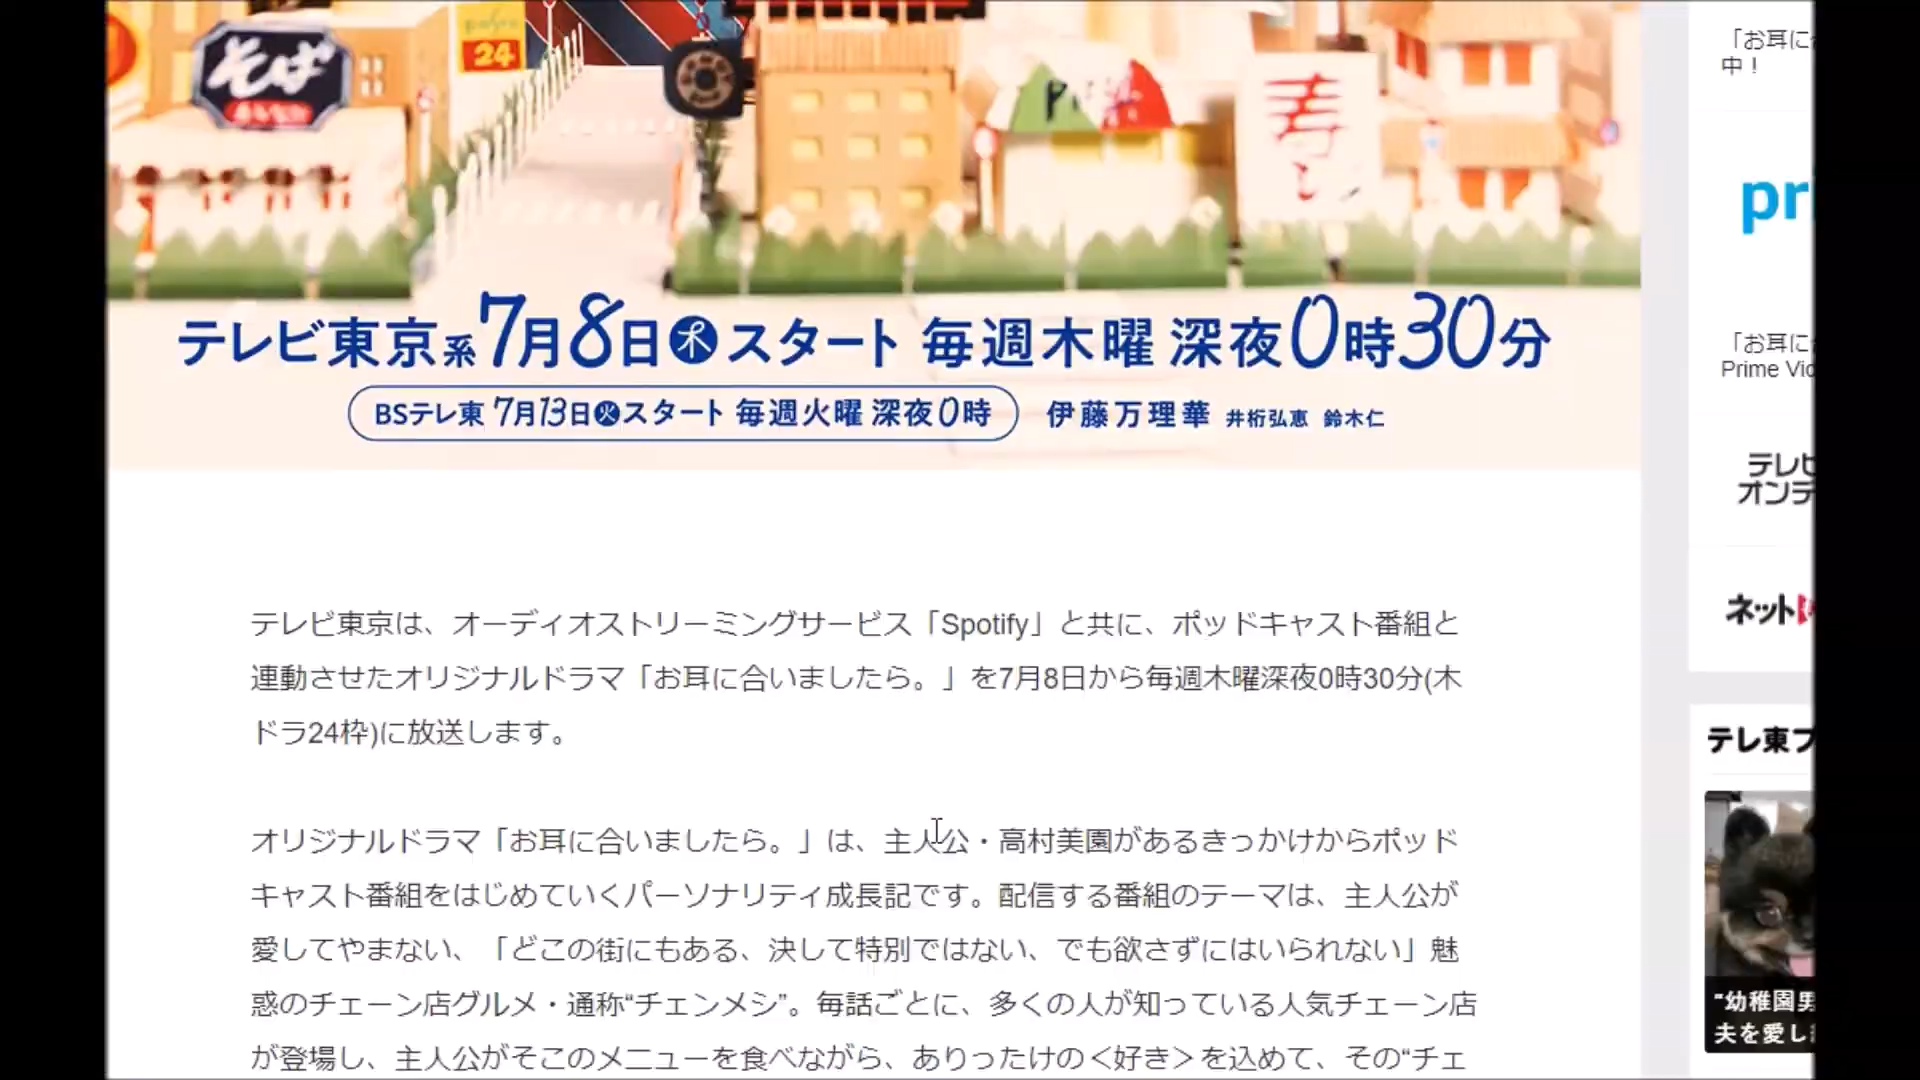 そば
24
寿し
テレビ東京系7月8日木スタート 毎週木曜 深夜0時30分
BSテレ東 7月13日火スタート 毎週火曜 深夜0時
伊藤万理華 井桁弘恵 鈴木仁
テレビ東京は、オーディオストリーミングサービス「Spotify」と共に、ポッドキャスト番組と
連動させたオリジナルドラマ「お耳に合いましたら。」を7月8日から毎週木曜深夜0時30分(木
ドラ24枠)に放送します。
オリジナルドラマ「お耳に合いましたら。」は、主人公・高村美園があるきっかけからポッド
キャスト番組をはじめていくパーソナリティ成長記です。配信する番組のテーマは、主人公が
愛してやまない、「どこの街にもある、決して特別ではない、でも欲さずにはいられない」魅
惑のチェーン店グルメ・通称“チェンメシ”。毎話ごとに、多くの人が知っている人気チェーン店
が登場し、主人公がそこのメニューを食べながら、ありったけの＜好き＞を込めて、その“チェ
「お耳に
中！
pri
「お耳に
Prime Vid
テレビ
オンデ
ネット
テレ東プ
“幼稚園男
夫を愛し